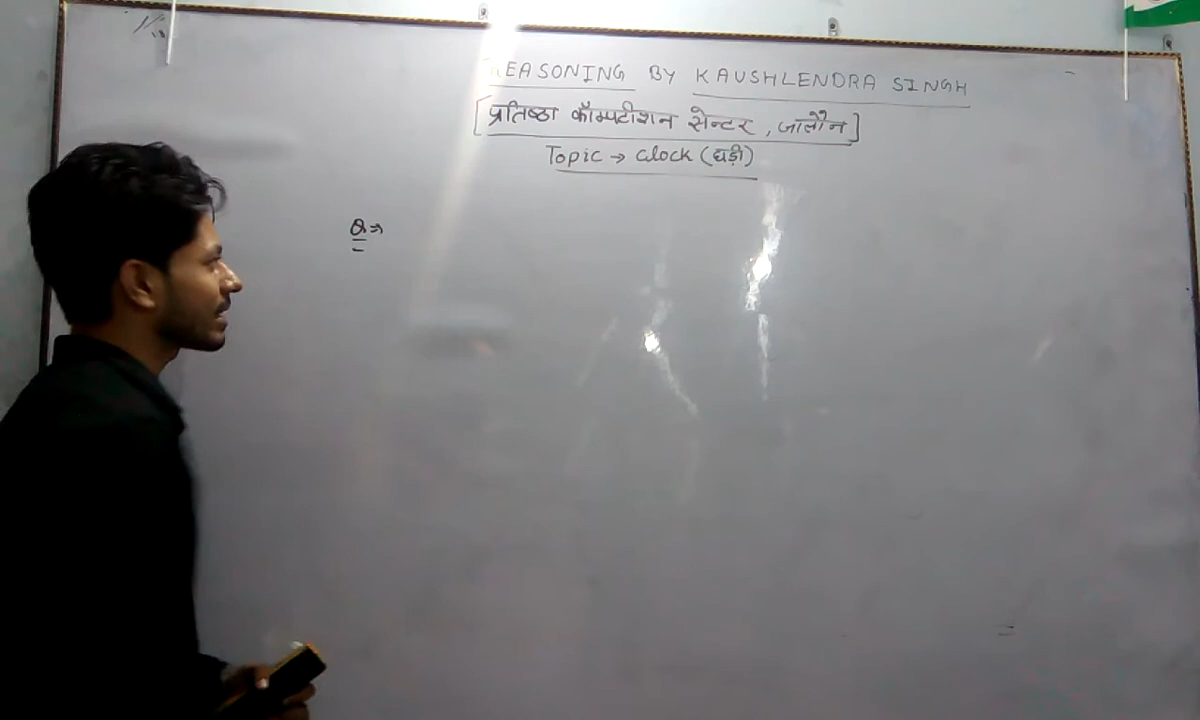 REASONING BY KAUSHLENDRA SINGH
[प्रतिष्ठा कॉम्पटीशन सेन्टर, जालौन]
Topic → Clock (घड़ी)
Q ⇒